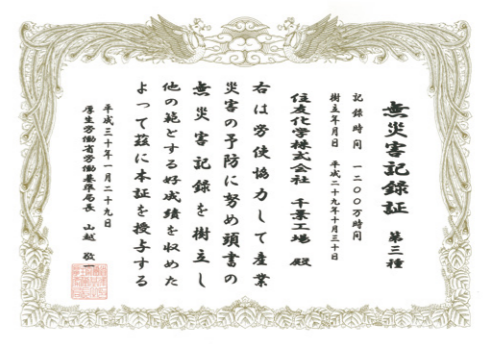 無災害記録証 第三種
記録時間 一二〇〇万時間
樹立年月日 平成二十九年十月三十日
住友化学株式会社 千葉工場 殿
右は労使協力して産業
災害の予防に努め頭書の
無災害記録を樹立し
他の範とする好成績を収めた
よって茲に本証を授与する
平成三十年一月二十九日
厚生労働省労働基準局長 山越 敬一